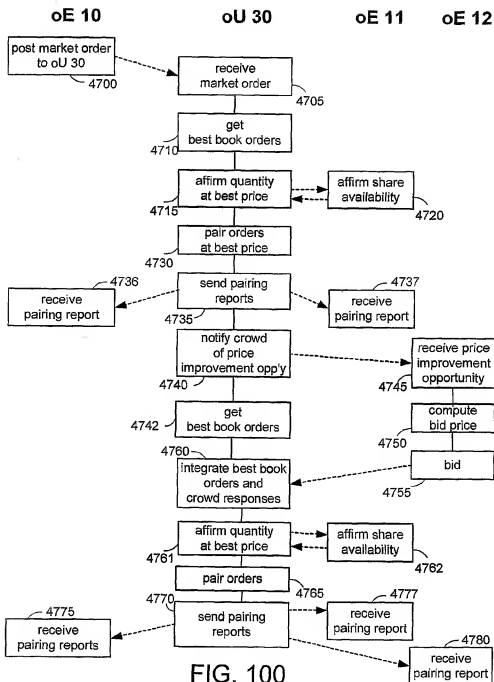 oE 10 oU 30 oE 11 oE 12
post market order
to oU 30
4700
receive
market order
4705
get
best book orders
4710
affirm quantity
at best price
4715
affirm share
availability
4720
pair orders
at best price
4730
4736
receive
pairing report
send pairing
reports
4735
4737
receive
pairing report
notify crowd
of price
improvement opp'y
4740
receive price
improvement
opportunity
4745
4742
get
best book orders
compute
bid price
4750
4760
integrate best book
orders and
crowd responses
bid
4755
affirm quantity
at best price
4761
affirm share
availability
4762
pair orders
4765
4770
send pairing
reports
4775
receive
pairing reports
4777
receive
pairing report
4780
receive
pairing report
FIG. 100